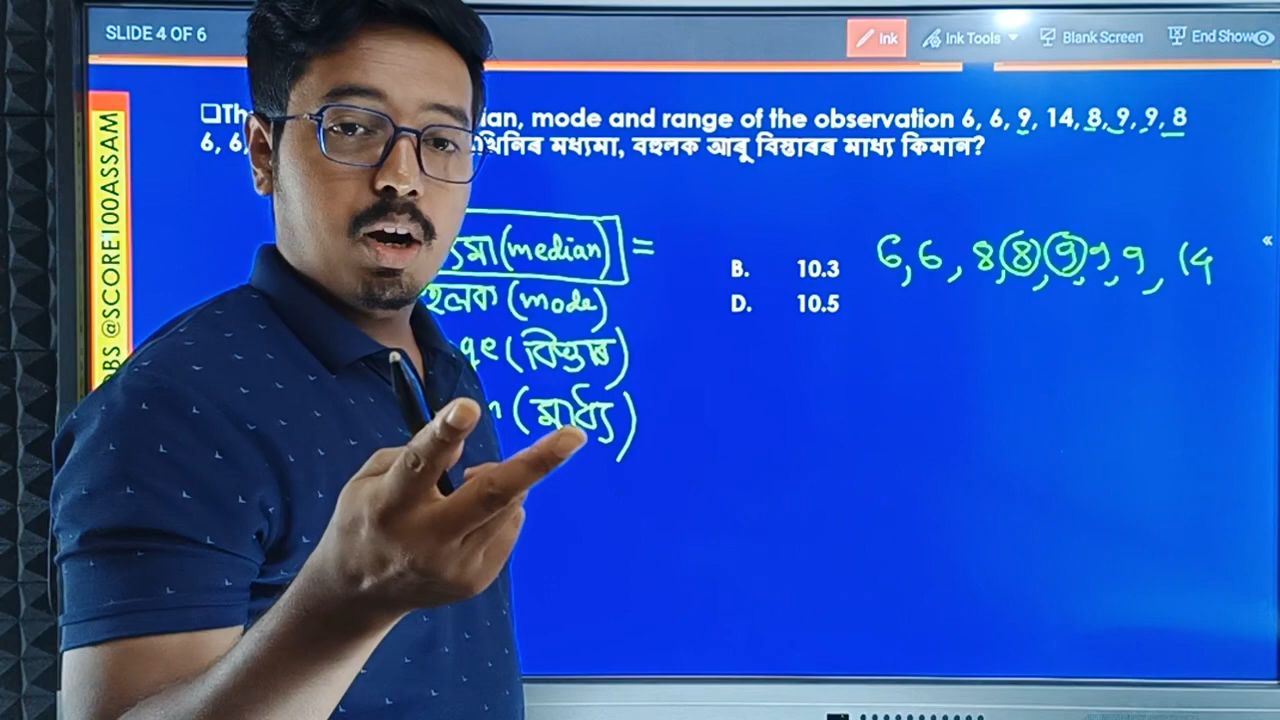 SLIDE 4 OF 6
Ink
Ink Tools
Blank Screen
End Show
mode and range of the observation 6, 6, 9, 14, 8, 9, 9, 8
6, 6, মধ্যমা, বহুলক আৰু বিস্তাৰৰ মাধ্য কিমান?
@SCORE100ASSAM
(median) =
(mode)
(বিস্তাৰ)
(মাধ্য)
B. 10.3
D. 10.5
6, 6, 8, 8, 9, 9, 9, 14